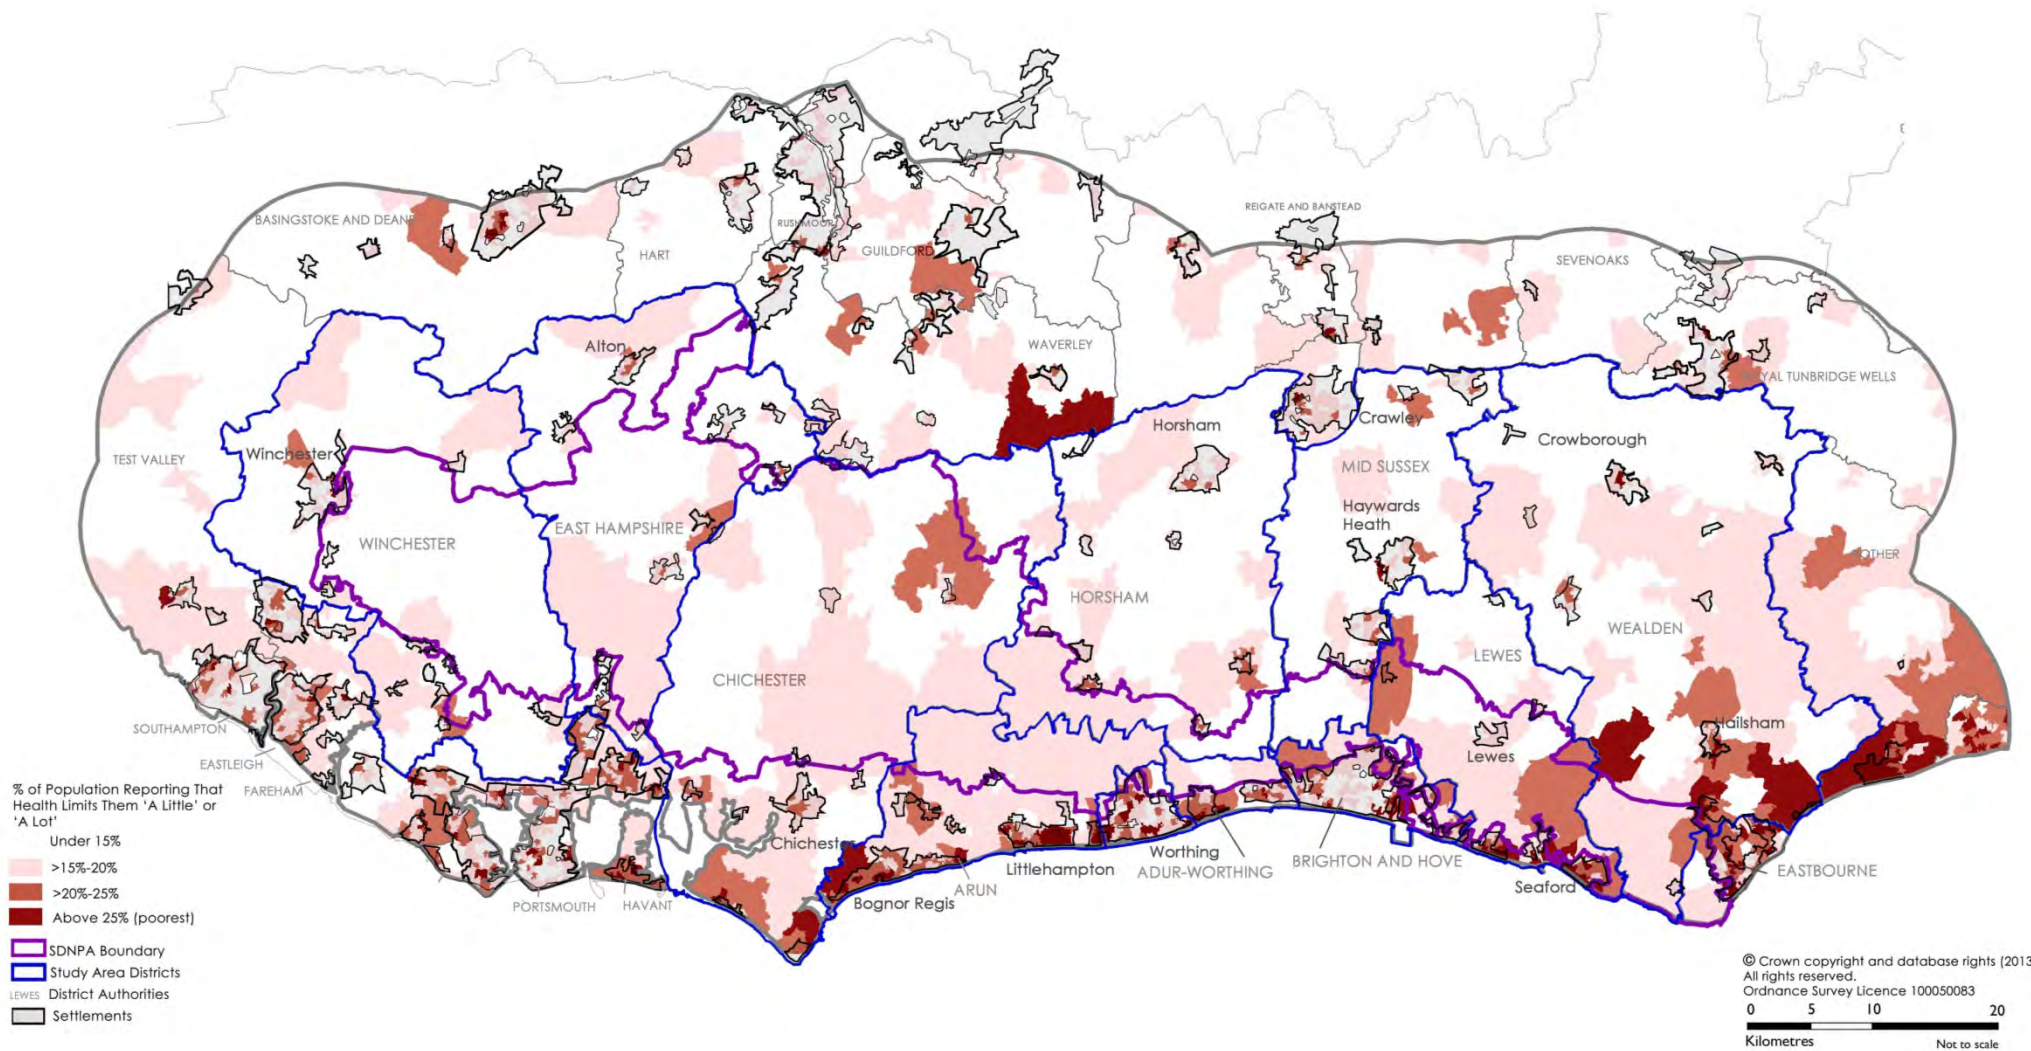 BASINGSTOKE AND DEANE
HART
RUSHMOOR
GUILDFORD
REIGATE AND BANSTEAD
SEVENOAKS
Alton
WAVERLEY
TUNBRIDGE WELLS
Winchester
TEST VALLEY
Horsham
Crawley
Crowborough
MID SUSSEX
Haywards
Heath
WINCHESTER
EAST HAMPSHIRE
OTHER
HORSHAM
WEALDEN
LEWES
CHICHESTER
SOUTHAMPTON
Hailsham
Lewes
EASTLEIGH
FAREHAM
% of Population Reporting That
Health Limits Them 'A Little' or
'A Lot'
Under 15%
>15%-20%
>20%-25%
Above 25% (poorest)
SDNPA Boundary
Study Area Districts
LEWES District Authorities
Settlements
Chichester
Littlehampton
Worthing
ADUR-WORTHING
BRIGHTON AND HOVE
EASTBOURNE
Seaford
ARUN
Bognor Regis
PORTSMOUTH
HAVANT
© Crown copyright and database rights (2013
All rights reserved.
Ordnance Survey Licence 100050083
0 5 10 20
Kilometres
Not to scale